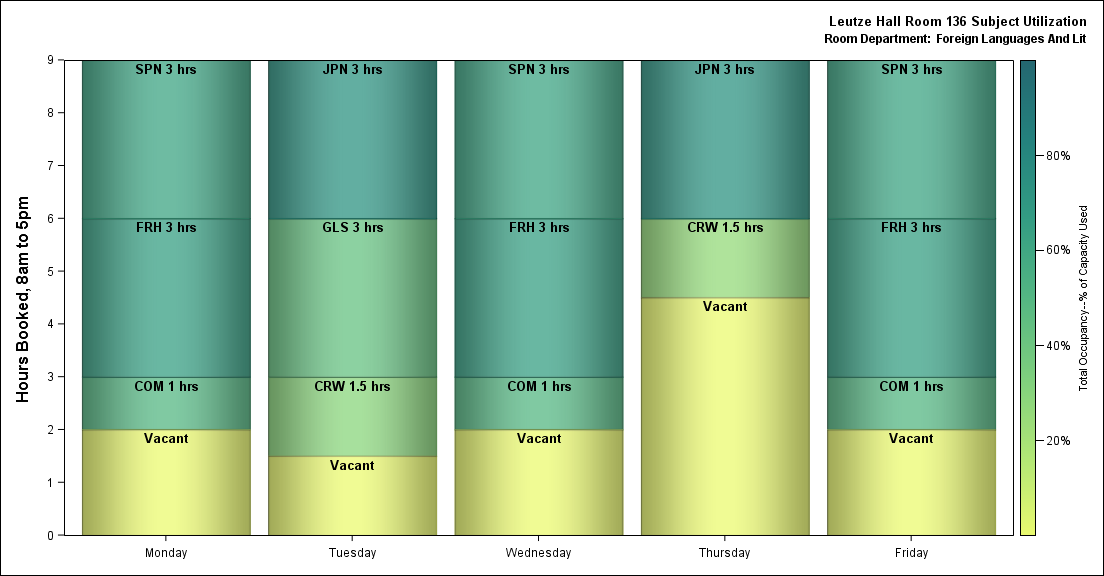 Leutze Hall Room 136 Subject Utilization
Room Department: Foreign Languages And Lit
Hours Booked, 8am to 5pm
9
8
7
6
5
4
3
2
1
0
SPN 3 hrs
FRH 3 hrs
COM 1 hrs
Vacant
JPN 3 hrs
GLS 3 hrs
CRW 1.5 hrs
Vacant
SPN 3 hrs
FRH 3 hrs
COM 1 hrs
Vacant
JPN 3 hrs
CRW 1.5 hrs
Vacant
SPN 3 hrs
FRH 3 hrs
COM 1 hrs
Vacant
Monday
Tuesday
Wednesday
Thursday
Friday
80%
60%
40%
20%
Total Occupancy--% of Capacity Used